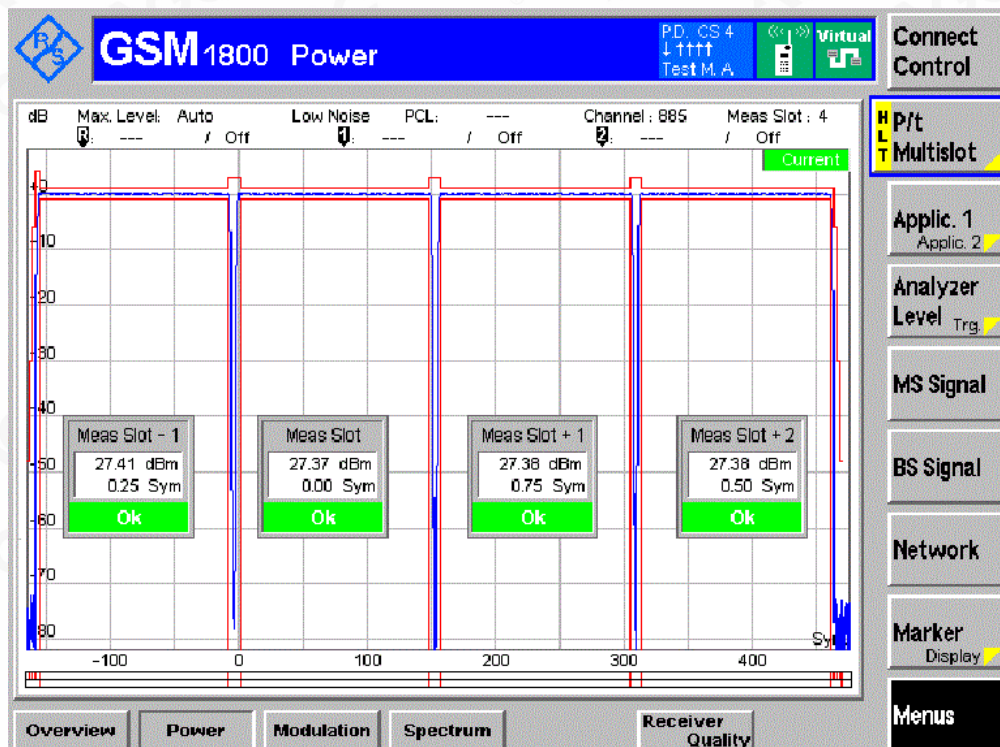 R S
GSM 1800 Power
P.D. CS 4
Test M. A.
Virtual
Connect
Control
dB Max. Level: Auto Low Noise PCL: --- Channel : 885 Meas Slot : 4
R: --- / Off 1: --- / Off 2: --- / Off
Current
HLT
P/t
Multislot
Applic. 1
Applic. 2
Analyzer
Level Trg.
MS Signal
BS Signal
Network
Marker
Display
Menus
+0
-10
-20
-30
-40
-50
-60
-70
-80
Meas Slot - 1
27.41 dBm
0.25 Sym
Ok
Meas Slot
27.37 dBm
0.00 Sym
Ok
Meas Slot + 1
27.38 dBm
0.75 Sym
Ok
Meas Slot + 2
27.38 dBm
0.50 Sym
Ok
-100 0 100 200 300 400
Overview Power Modulation Spectrum Receiver Quality